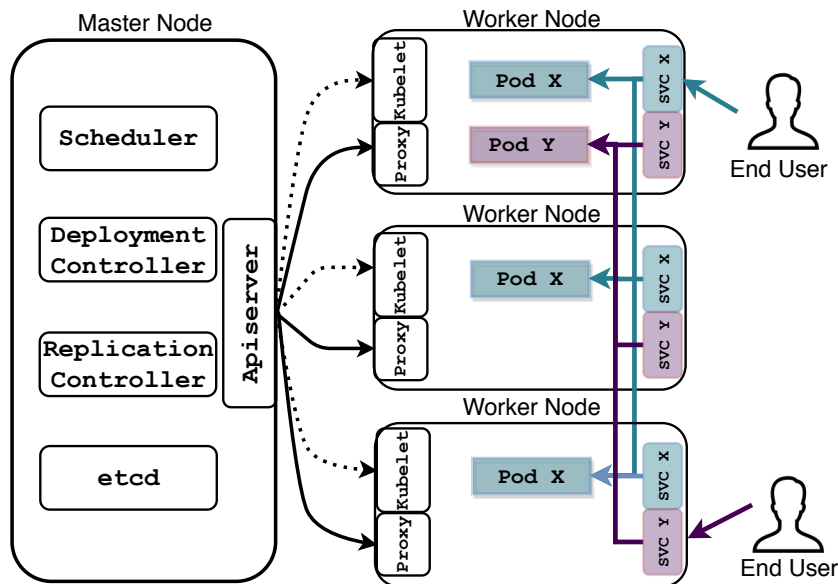 Master Node
Scheduler
Deployment
Controller
Replication
Controller
etcd
Apiserver
Worker Node
Kubelet
Proxy
Pod X
Pod Y
SVC X
SVC Y
End User
Worker Node
Kubelet
Proxy
Pod X
SVC X
SVC Y
Worker Node
Kubelet
Proxy
Pod X
SVC X
SVC Y
End User